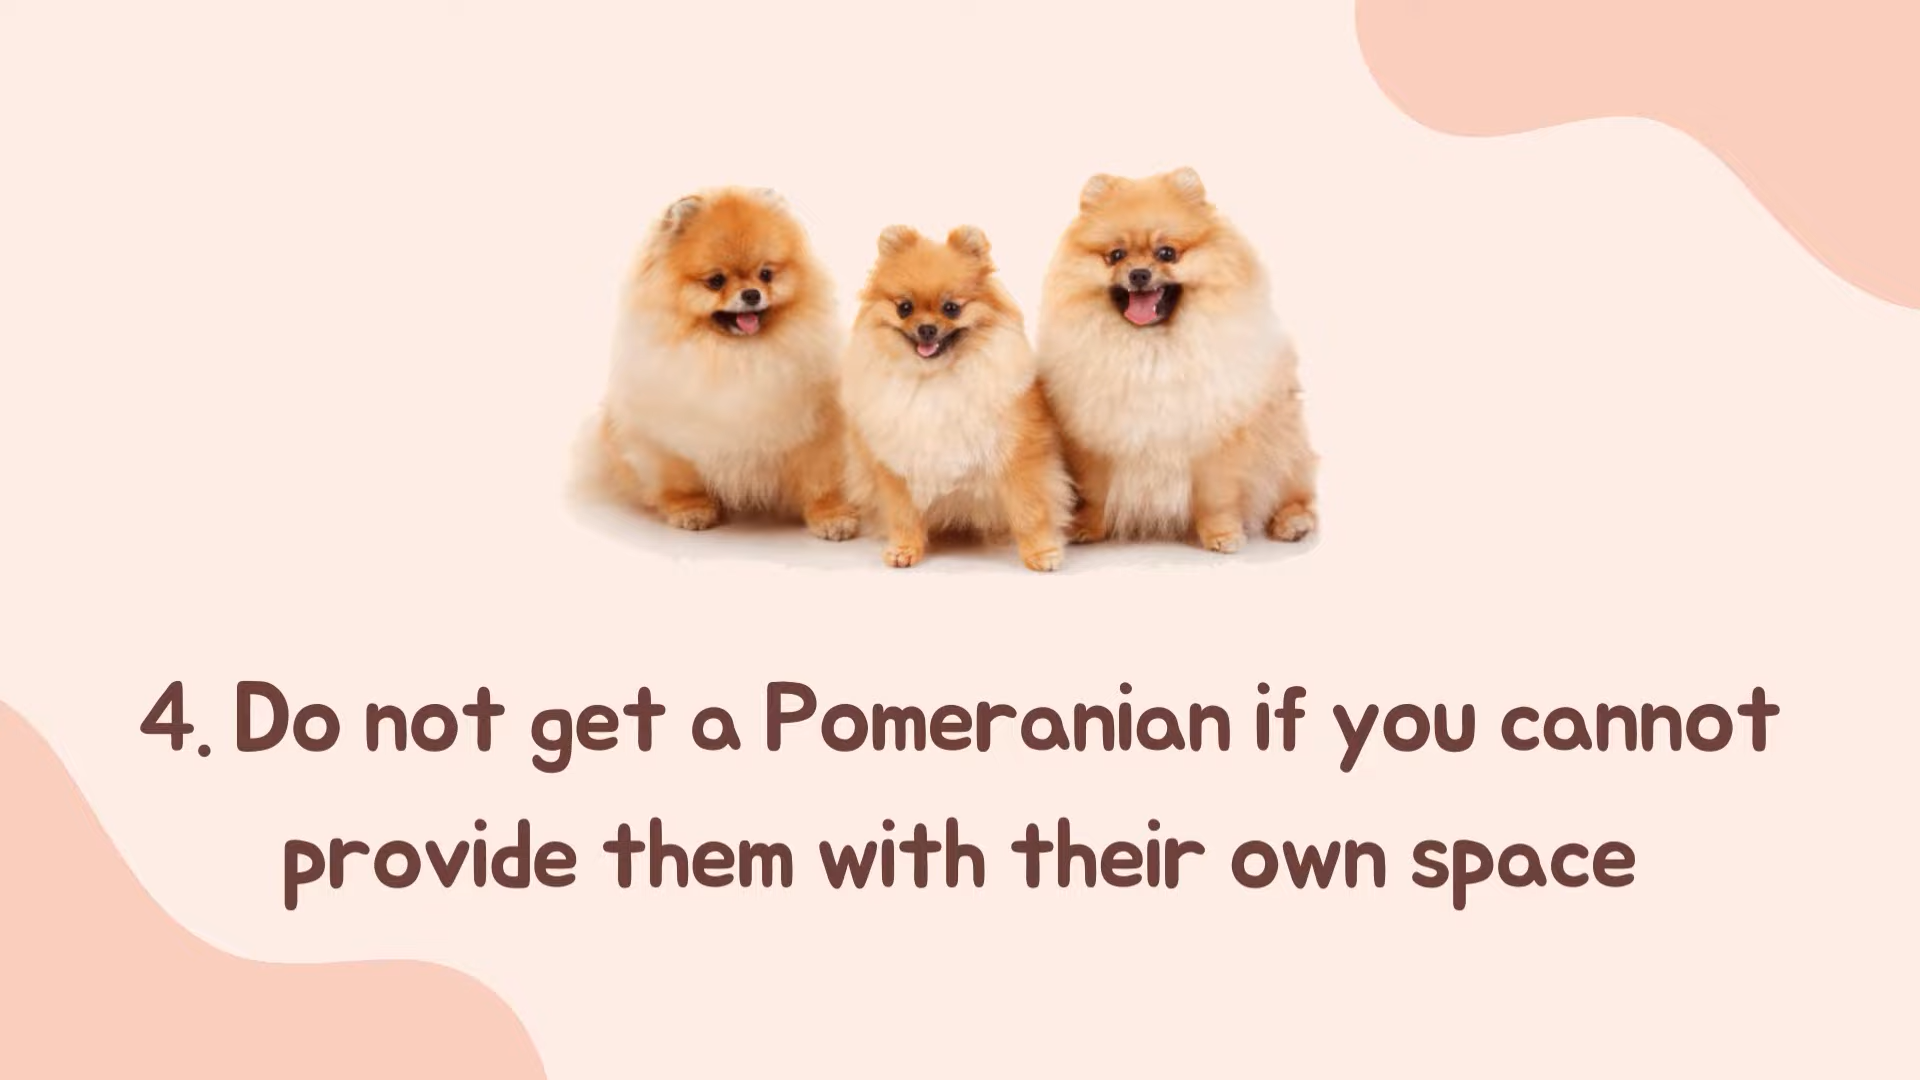 4. Do not get a Pomeranian if you cannot
provide them with their own space